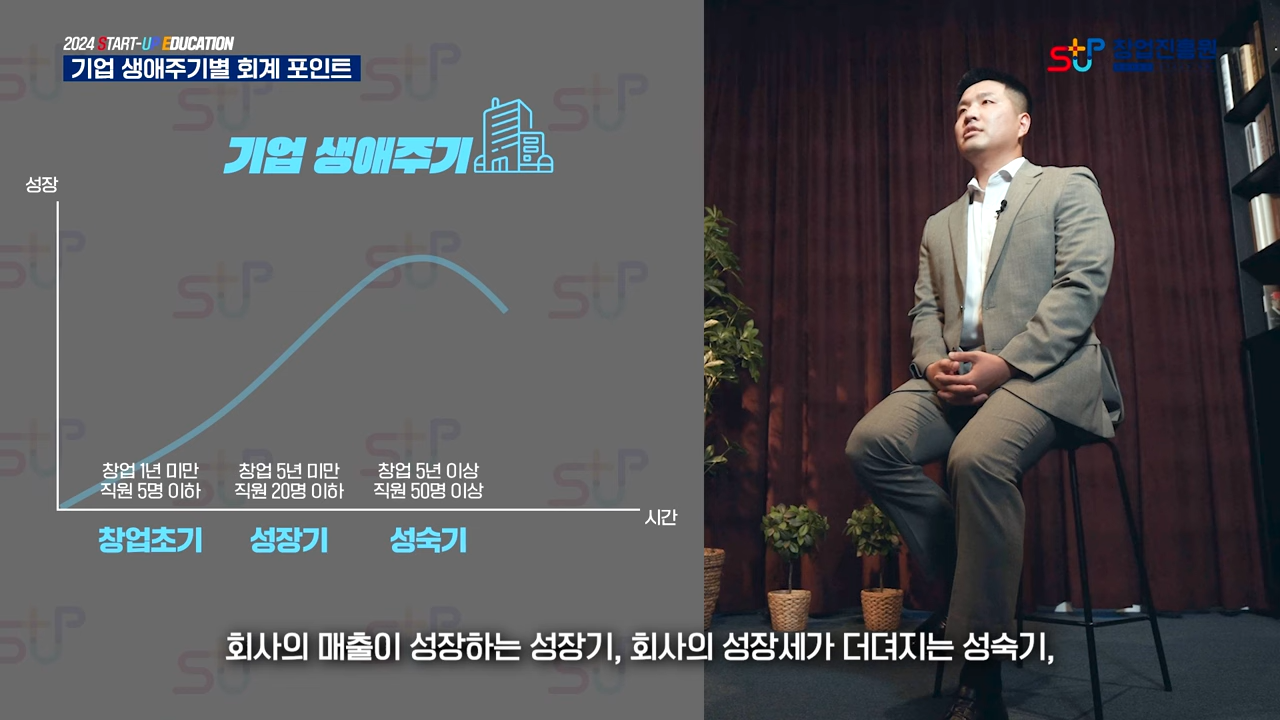 2024 START-UP EDUCATION
기업 생애주기별 회계 포인트
창업진흥원
기업 생애주기
성장
창업 1년 미만
직원 5명 이하
창업 5년 미만
직원 20명 이하
창업 5년 이상
직원 50명 이상
시간
창업초기
성장기
성숙기
회사의 매출이 성장하는 성장기, 회사의 성장세가 더뎌지는 성숙기,